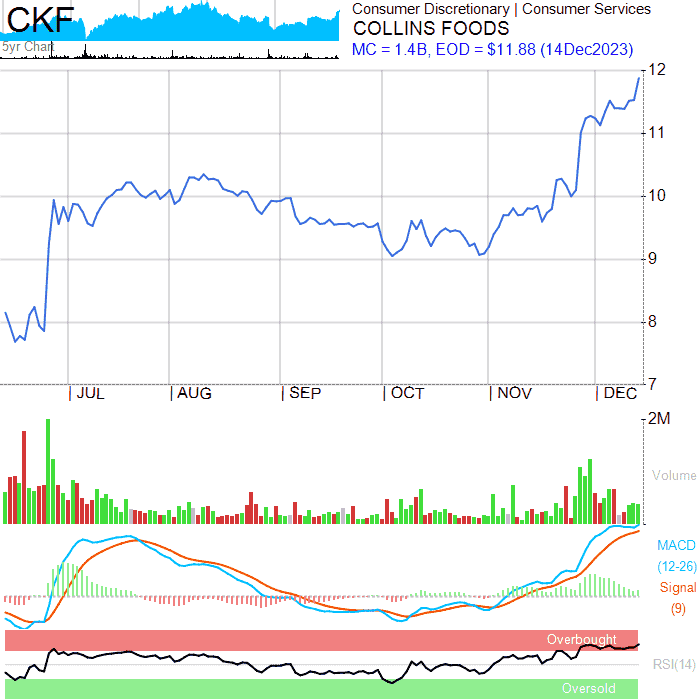 CKF
5yr Chart
Consumer Discretionary | Consumer Services
COLLINS FOODS
MC = 1.4B, EOD = $11.88 (14Dec2023)
12
11
10
9
8
7
| JUL | AUG | SEP | OCT | NOV | DEC
2M
Volume
MACD
(12-26)
Signal
(9)
Overbought
RSI(14)
Oversold